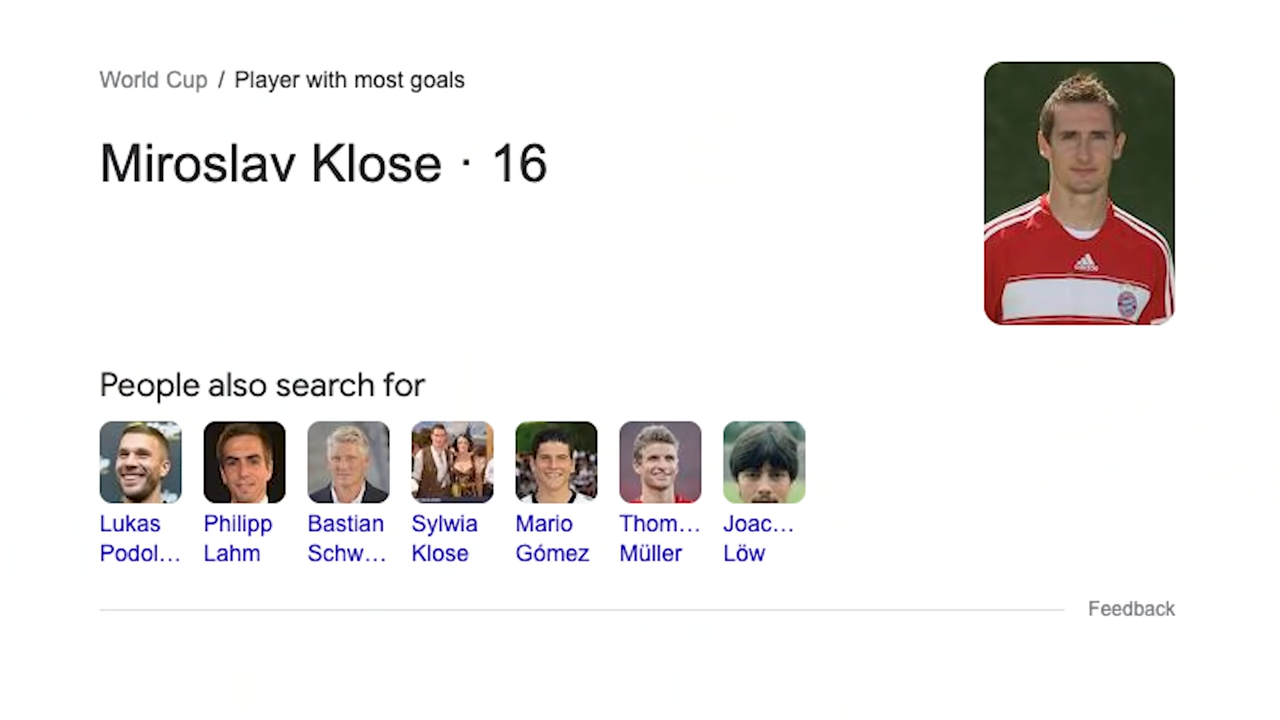 World Cup / Player with most goals
Miroslav Klose · 16
adidas
People also search for
Lukas Podol…
Philipp Lahm
Bastian Schw…
Sylwia Klose
Mario Gómez
Thom… Müller
Joac… Löw
Feedback